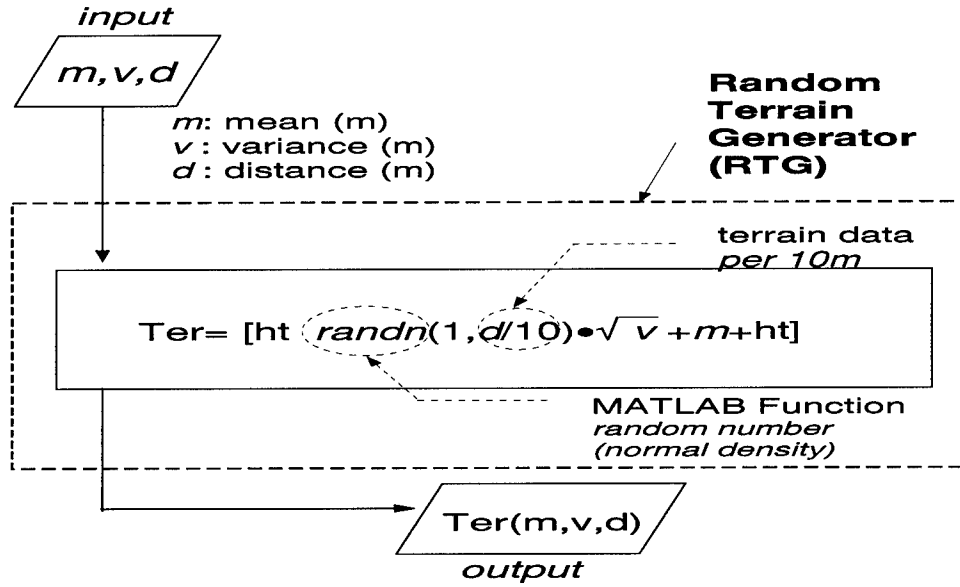 input
m,v,d
m: mean (m)
v : variance (m)
d : distance (m)
Random
Terrain
Generator
(RTG)
terrain data
per 10m
Ter= [ht randn(1,d/10)•√v +m+ht]
MATLAB Function
random number
(normal density)
Ter(m,v,d)
output